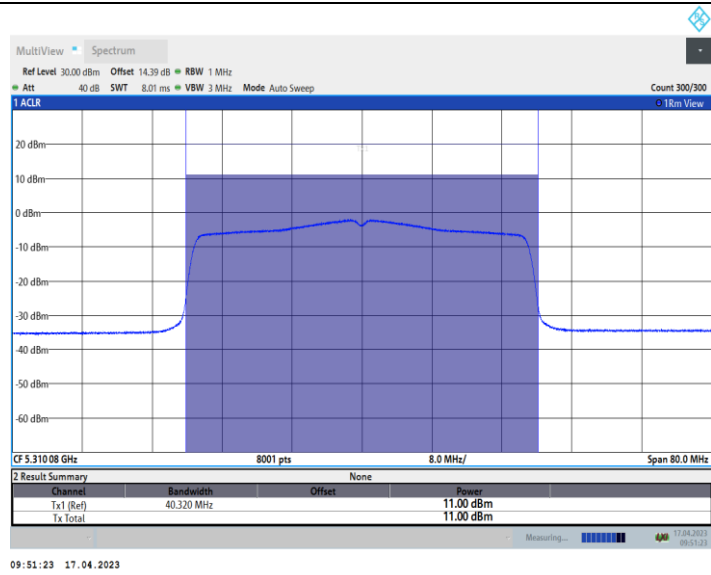 MultiView Spectrum
Ref Level 30.00 dBm Offset 14.39 dB RBW 1 MHz
Att 40 dB SWT 8.01 ms VBW 3 MHz Mode Auto Sweep Count 300/300
1 ACLR 1Rm View
20 dBm
10 dBm
0 dBm
-10 dBm
-20 dBm
-30 dBm
-40 dBm
-50 dBm
-60 dBm
CF 5.31008 GHz 8001 pts 8.0 MHz/ Span 80.0 MHz
2 Result Summary None
Channel Bandwidth Offset Power
Tx1 (Ref) 40.320 MHz 11.00 dBm
Tx Total 11.00 dBm
Measuring... 17.04.2023
09:51:23
09:51:23 17.04.2023